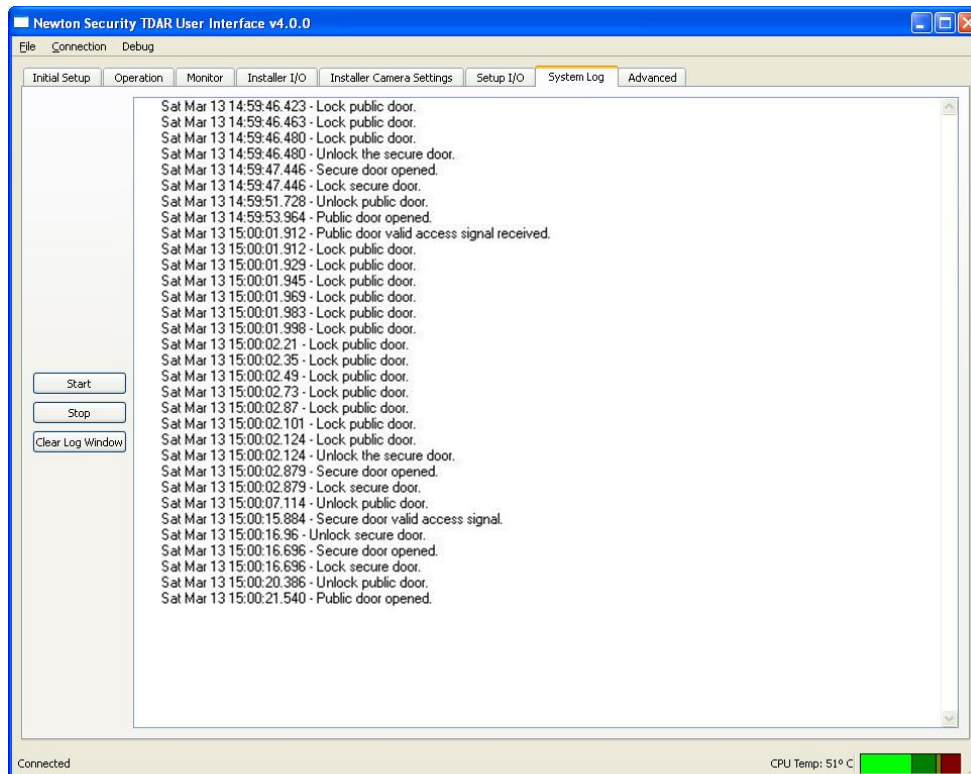 Newton Security TDAR User Interface v4.0.0
File Connection Debug
Initial Setup Operation Monitor Installer I/O Installer Camera Settings Setup I/O System Log Advanced
Sat Mar 13 14:59:46.423 - Lock public door.
Sat Mar 13 14:59:46.463 - Lock public door.
Sat Mar 13 14:59:46.480 - Lock public door.
Sat Mar 13 14:59:46.480 - Unlock the secure door.
Sat Mar 13 14:59:47.446 - Secure door opened.
Sat Mar 13 14:59:47.446 - Lock secure door.
Sat Mar 13 14:59:51.728 - Unlock public door.
Sat Mar 13 14:59:53.964 - Public door opened.
Sat Mar 13 15:00:01.912 - Public door valid access signal received.
Sat Mar 13 15:00:01.912 - Lock public door.
Sat Mar 13 15:00:01.929 - Lock public door.
Sat Mar 13 15:00:01.945 - Lock public door.
Sat Mar 13 15:00:01.969 - Lock public door.
Sat Mar 13 15:00:01.983 - Lock public door.
Sat Mar 13 15:00:01.998 - Lock public door.
Sat Mar 13 15:00:02.21 - Lock public door.
Sat Mar 13 15:00:02.35 - Lock public door.
Sat Mar 13 15:00:02.49 - Lock public door.
Sat Mar 13 15:00:02.73 - Lock public door.
Sat Mar 13 15:00:02.87 - Lock public door.
Sat Mar 13 15:00:02.101 - Lock public door.
Sat Mar 13 15:00:02.124 - Lock public door.
Sat Mar 13 15:00:02.124 - Unlock the secure door.
Sat Mar 13 15:00:02.879 - Secure door opened.
Sat Mar 13 15:00:02.879 - Lock secure door.
Sat Mar 13 15:00:07.114 - Unlock public door.
Sat Mar 13 15:00:15.884 - Secure door valid access signal.
Sat Mar 13 15:00:16.96 - Unlock secure door.
Sat Mar 13 15:00:16.696 - Secure door opened.
Sat Mar 13 15:00:16.696 - Lock secure door.
Sat Mar 13 15:00:20.386 - Unlock public door.
Sat Mar 13 15:00:21.540 - Public door opened.
Start
Stop
Clear Log Window
Connected
CPU Temp: 51º C